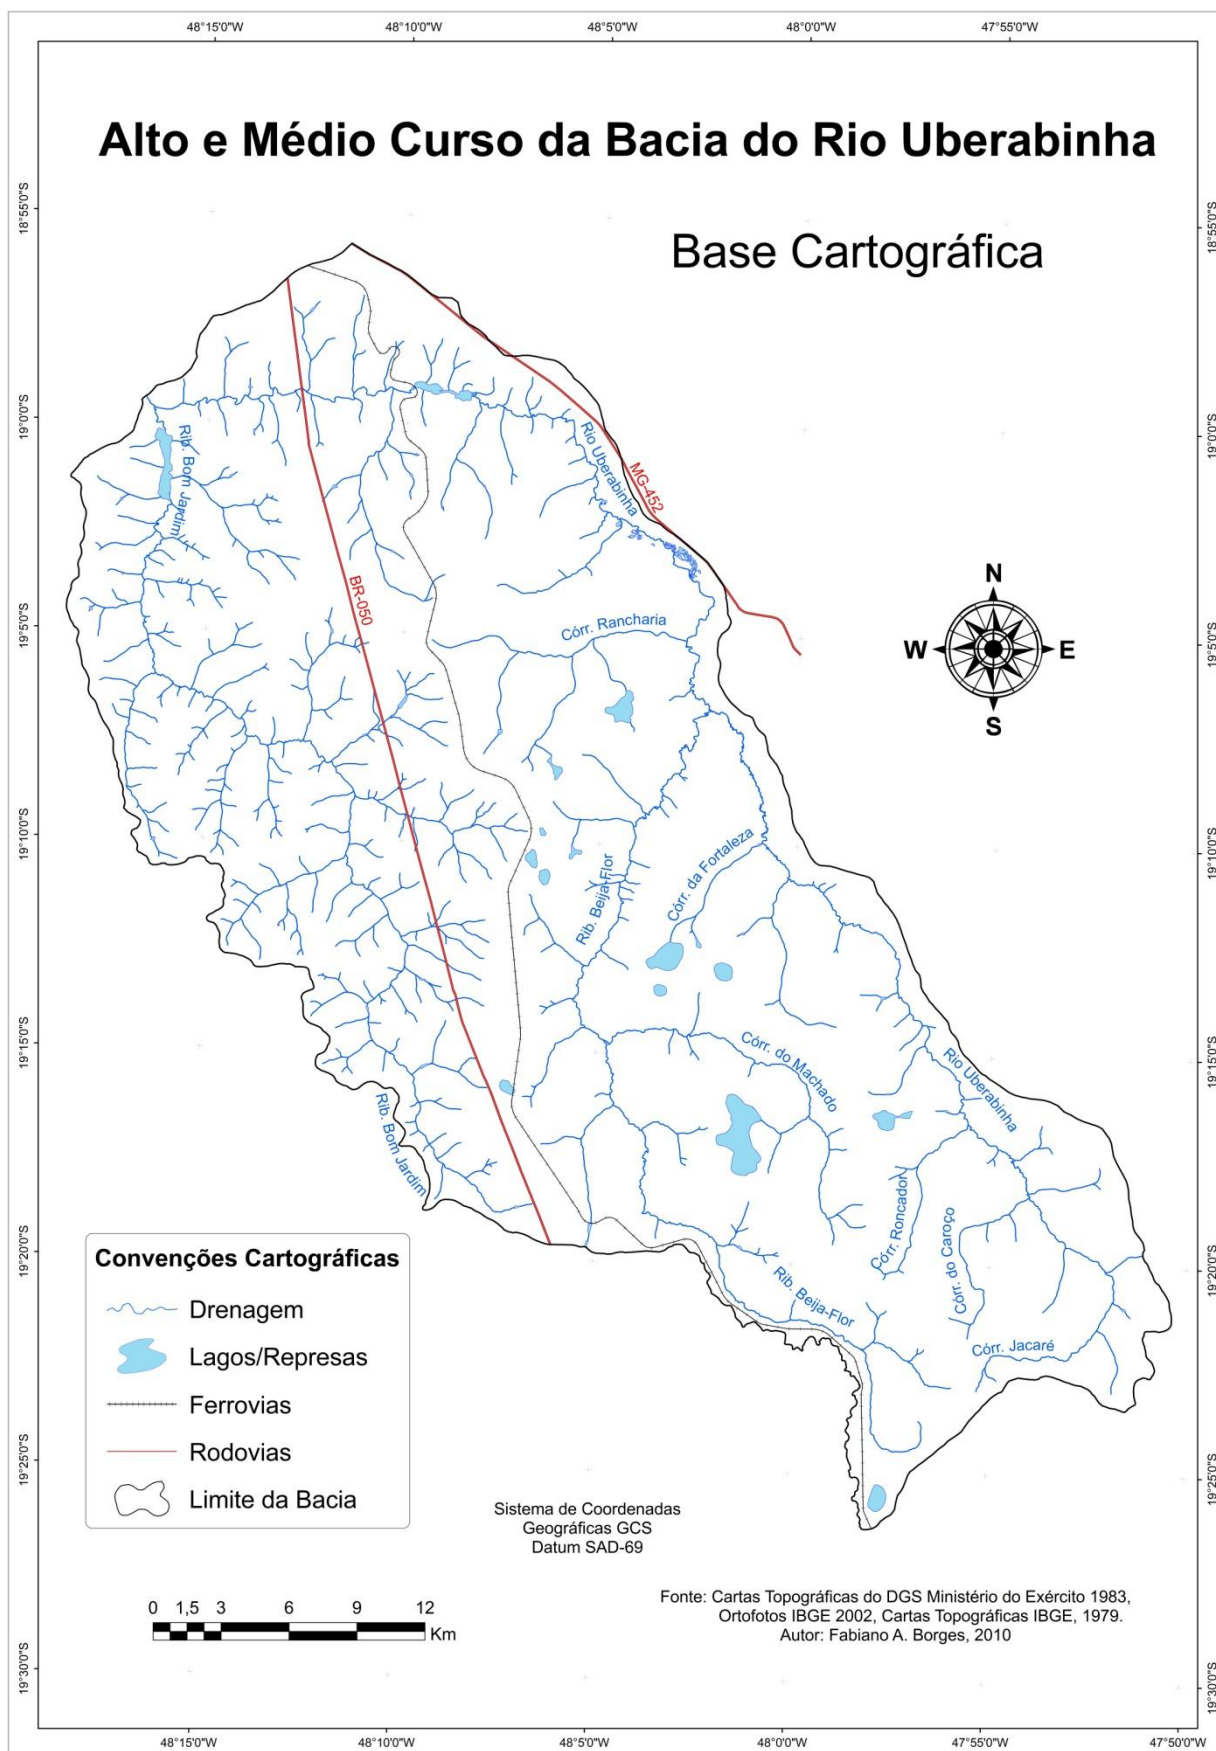 48°15'0"W 48°10'0"W 48°5'0"W 48°0'0"W 47°55'0"W
Alto e Médio Curso da Bacia do Rio Uberabinha
Base Cartográfica
18°55'0"S
18°55'0"S
19°0'0"S
19°0'0"S
Rib. Bom Jardim
Rio Uberabinha
MG-452
BR-050
N
W
E
S
19°5'0"S
19°5'0"S
Córr. Rancharia
19°10'0"S
19°10'0"S
Rib. Beija-Flor
Córr. da Fortaleza
19°15'0"S
19°15'0"S
Córr. do Machado
Rio Uberabinha
Rib. Bom Jardim
Córr. Roncador
Córr. do Caroço
19°20'0"S
19°20'0"S
Rib. Beija-Flor
Córr. Jacaré
Convenções Cartográficas
Drenagem
Lagos/Represas
Ferrovias
Rodovias
Limite da Bacia
19°25'0"S
19°25'0"S
Sistema de Coordenadas
Geográficas GCS
Datum SAD-69
0 1,5 3 6 9 12
Km
Fonte: Cartas Topográficas do DGS Ministério do Exército 1983,
Ortofotos IBGE 2002, Cartas Topográficas IBGE, 1979.
Autor: Fabiano A. Borges, 2010
19°30'0"S
19°30'0"S
48°15'0"W 48°10'0"W 48°5'0"W 48°0'0"W 47°55'0"W 47°50'0"W